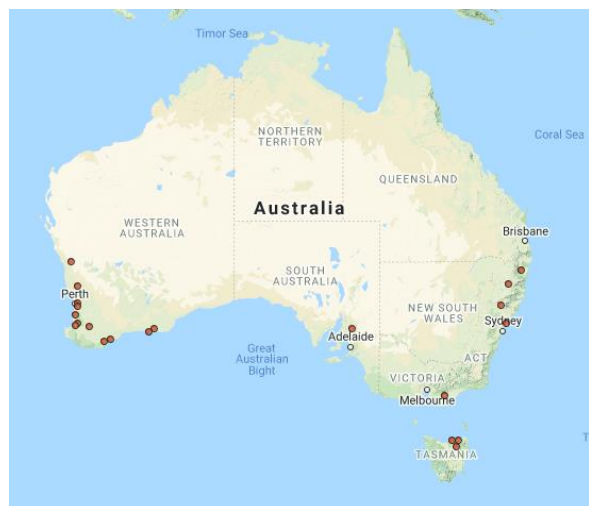 Timor Sea
NORTHERN
TERRITORY
Coral Sea
QUEENSLAND
Australia
WESTERN
AUSTRALIA
Brisbane
SOUTH
AUSTRALIA
Perth
NEW SOUTH
WALES
Sydney
Adelaide
Great
Australian
Bight
ACT
VICTORIA
Melbourne
T
TASMANIA